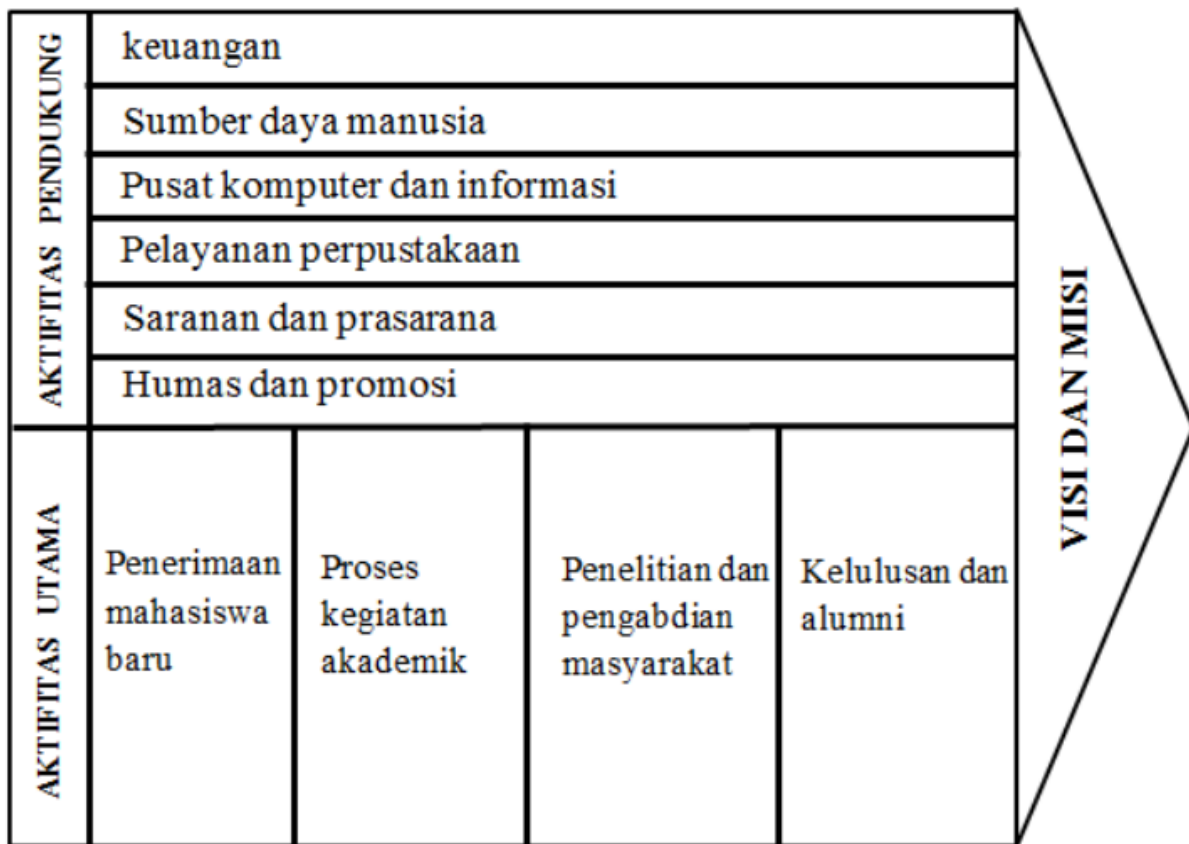 AKTIFITAS PENDUKUNG
keuangan
Sumber daya manusia
Pusat komputer dan informasi
Pelayanan perpustakaan
Saranan dan prasarana
Humas dan promosi
AKTIFITAS UTAMA
Penerimaan
mahasiswa
baru
Proses
kegiatan
akademik
Penelitian dan
pengabdian
masyarakat
Kelulusan dan
alumni
VISI DAN MISI